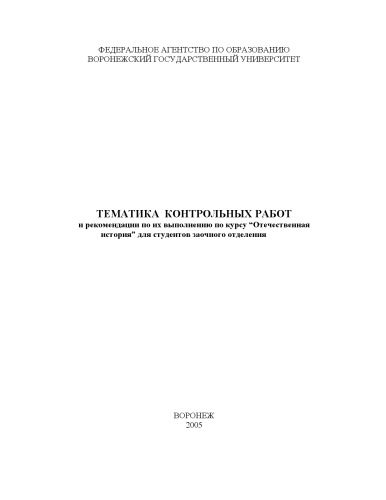 ФЕДЕРАЛЬНОЕ АГЕНТСТВО ПО ОБРАЗОВАНИЮ
ВОРОНЕЖСКИЙ ГОСУДАРСТВЕННЫЙ УНИВЕРСИТЕТ
ТЕМАТИКА КОНТРОЛЬНЫХ РАБОТ
и рекомендации по их выполнению по курсу “Отечественная
история” для студентов заочного отделения
ВОРОНЕЖ
2005